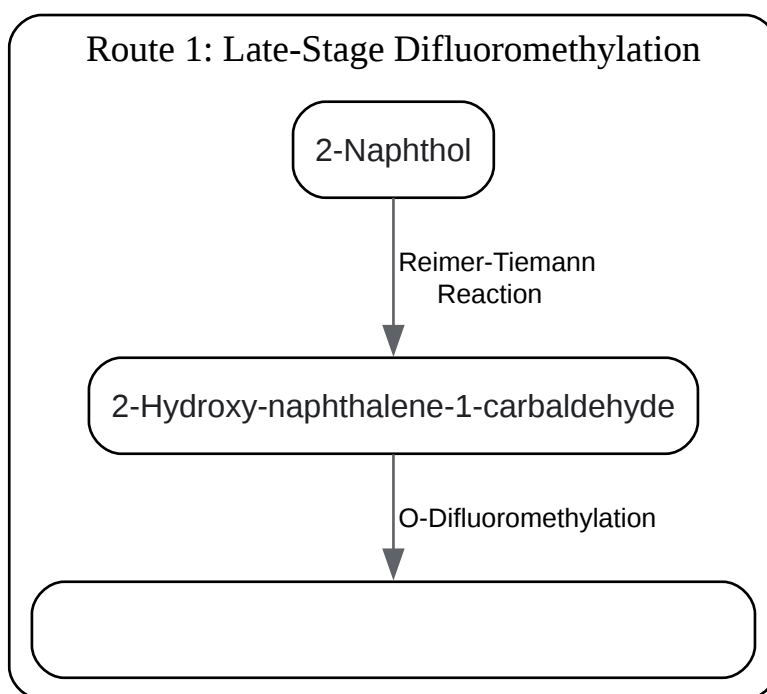 Route 1: Late-Stage Difluoromethylation
2-Naphthol
Reimer-Tiemann
Reaction
2-Hydroxy-naphthalene-1-carbaldehyde
O-Difluoromethylation